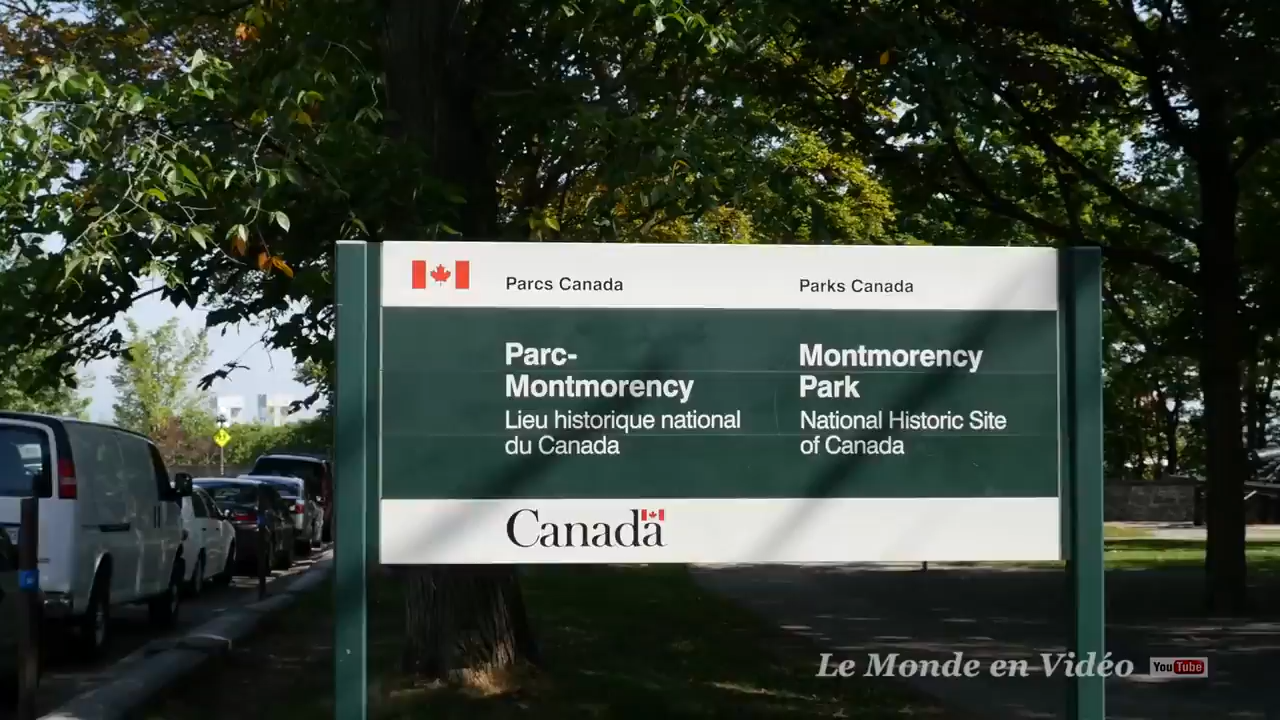 Parcs Canada
Parks Canada
Parc-
Montmorency
Lieu historique national
du Canada
Montmorency
Park
National Historic Site
of Canada
Canada
Le Monde en Vidéo
YouTube